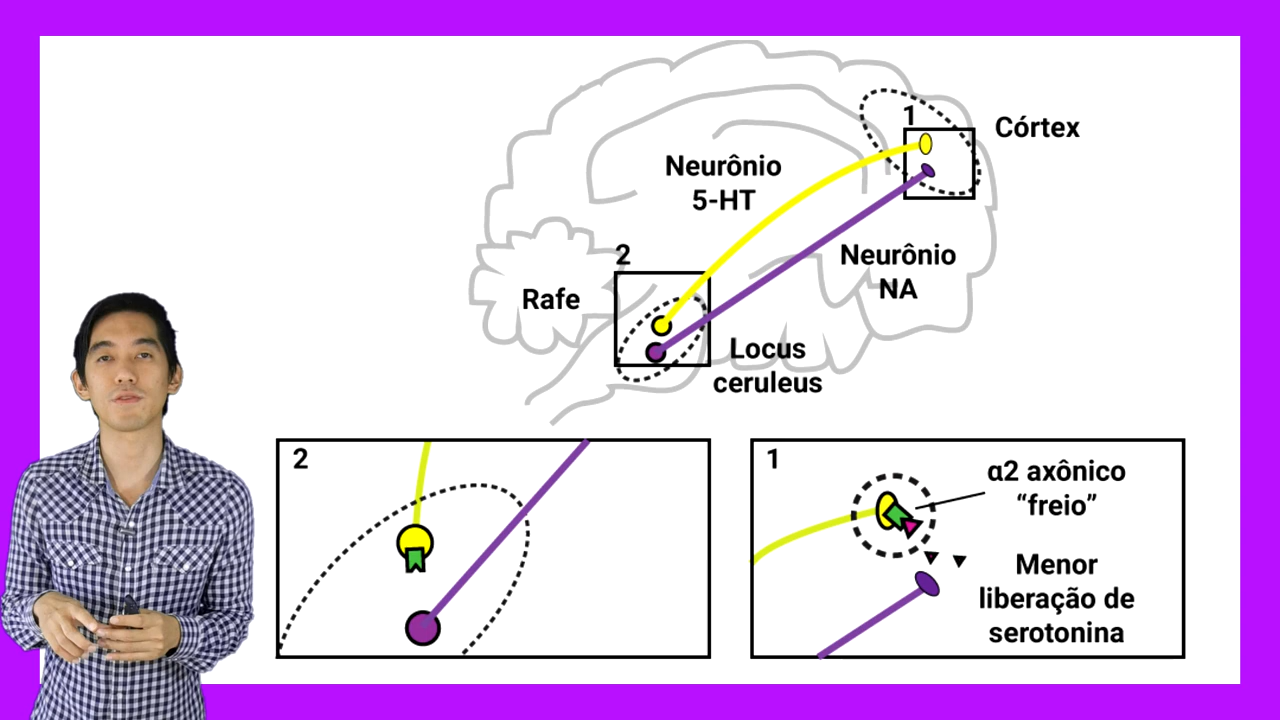 1
Córtex
Neurônio
5-HT
2
Neurônio
NA
Rafe
Locus
ceruleus
2
1
α2 axônico
“freio”
Menor
liberação de
serotonina